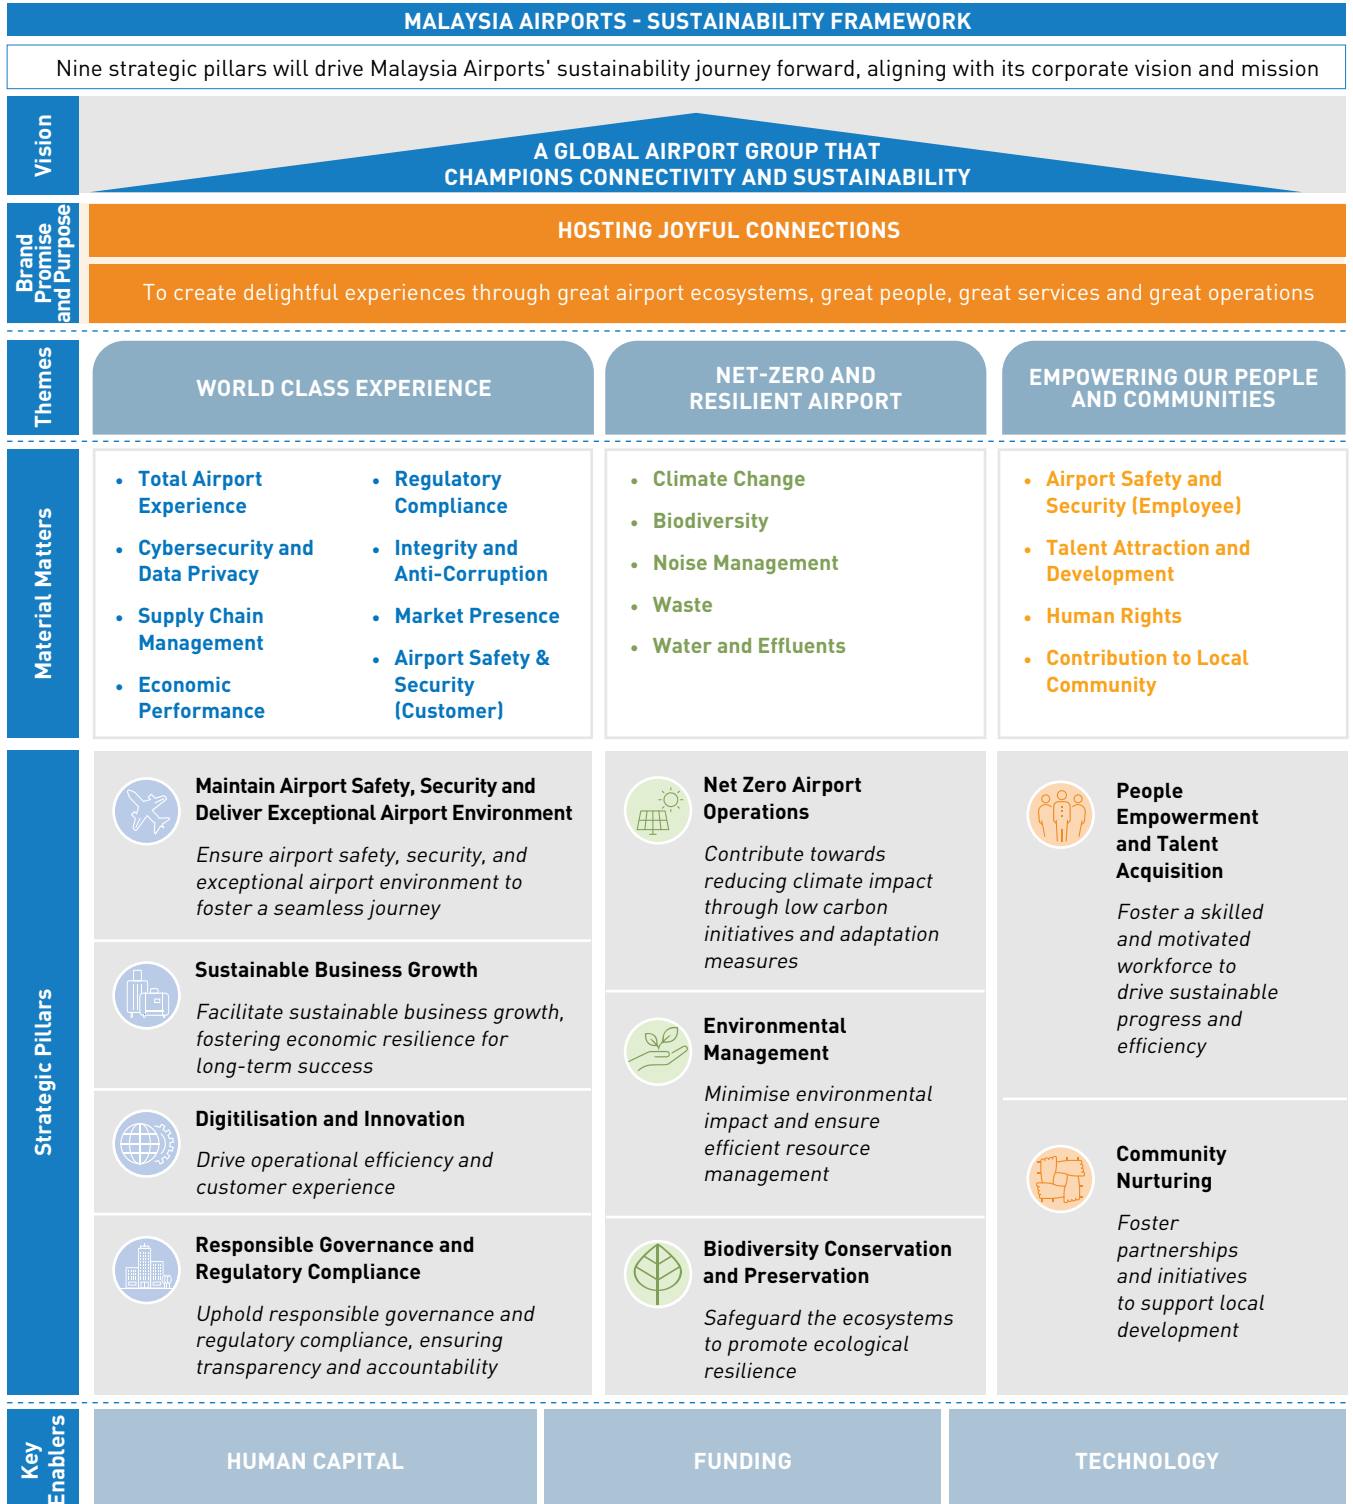 MALAYSIA AIRPORTS - SUSTAINABILITY FRAMEWORK
Nine strategic pillars will drive Malaysia Airports' sustainability journey forward, aligning with its corporate vision and mission
Vision
A GLOBAL AIRPORT GROUP THAT
CHAMPIONS CONNECTIVITY AND SUSTAINABILITY
Brand
Promise
and Purpose
HOSTING JOYFUL CONNECTIONS
To create delightful experiences through great airport ecosystems, great people, great services and great operations
Themes
WORLD CLASS EXPERIENCE
NET-ZERO AND
RESILIENT AIRPORT
EMPOWERING OUR PEOPLE
AND COMMUNITIES
Material Matters
• Total Airport
Experience
• Cybersecurity and
Data Privacy
• Supply Chain
Management
• Economic
Performance
• Regulatory
Compliance
• Integrity and
Anti-Corruption
• Market Presence
• Airport Safety &
Security
(Customer)
• Climate Change
• Biodiversity
• Noise Management
• Waste
• Water and Effluents
• Airport Safety and
Security (Employee)
• Talent Attraction and
Development
• Human Rights
• Contribution to Local
Community
Strategic Pillars
Maintain Airport Safety, Security and
Deliver Exceptional Airport Environment
Ensure airport safety, security, and
exceptional airport environment to
foster a seamless journey
Sustainable Business Growth
Facilitate sustainable business growth,
fostering economic resilience for
long-term success
Digitilisation and Innovation
Drive operational efficiency and
customer experience
Responsible Governance and
Regulatory Compliance
Uphold responsible governance and
regulatory compliance, ensuring
transparency and accountability
Net Zero Airport
Operations
Contribute towards
reducing climate impact
through low carbon
initiatives and adaptation
measures
Environmental
Management
Minimise environmental
impact and ensure
efficient resource
management
Biodiversity Conservation
and Preservation
Safeguard the ecosystems
to promote ecological
resilience
People
Empowerment
and Talent
Acquisition
Foster a skilled
and motivated
workforce to
drive sustainable
progress and
efficiency
Community
Nurturing
Foster
partnerships
and initiatives
to support local
development
Key
Enablers
HUMAN CAPITAL
FUNDING
TECHNOLOGY